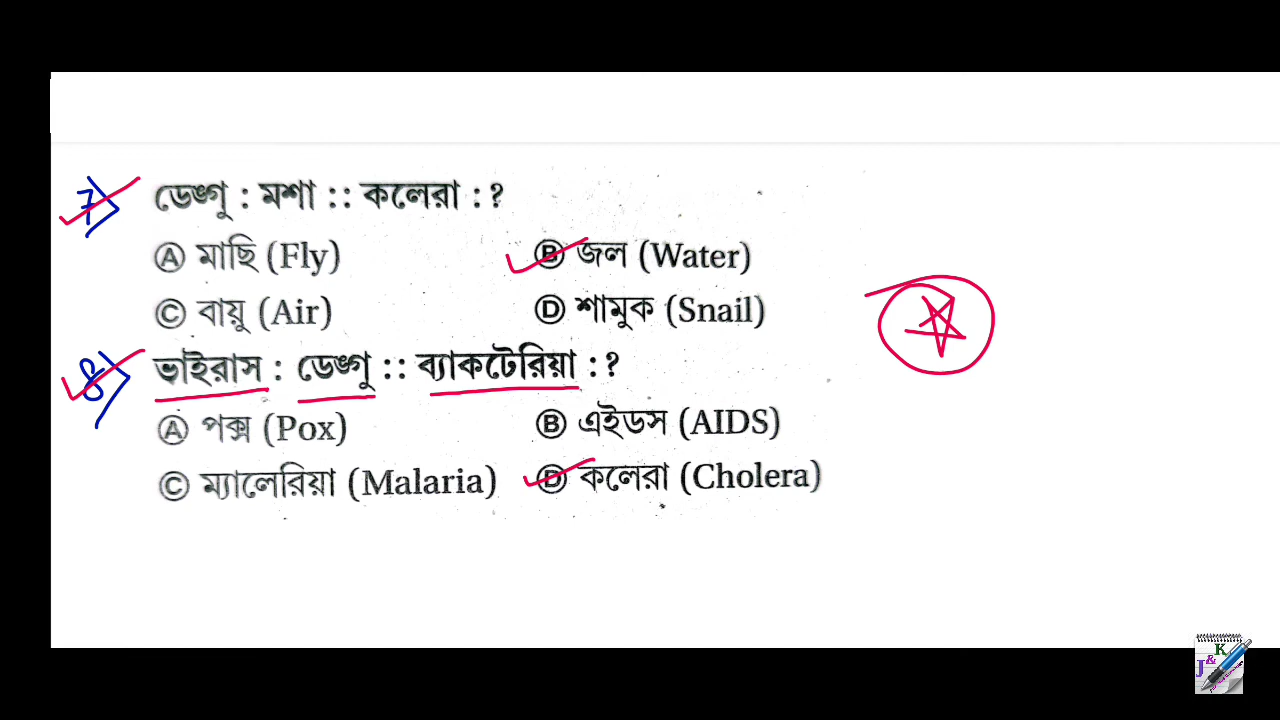 7) ডেঙ্গু : মশা :: কলেরা : ?
Ⓐ মাছি (Fly) Ⓑ জল (Water)
Ⓒ বায়ু (Air) Ⓓ শামুক (Snail)
8) ভাইরাস : ডেঙ্গু :: ব্যাকটেরিয়া : ?
Ⓐ পক্স (Pox) Ⓑ এইডস (AIDS)
Ⓒ ম্যালেরিয়া (Malaria) Ⓓ কলেরা (Cholera)
J&K